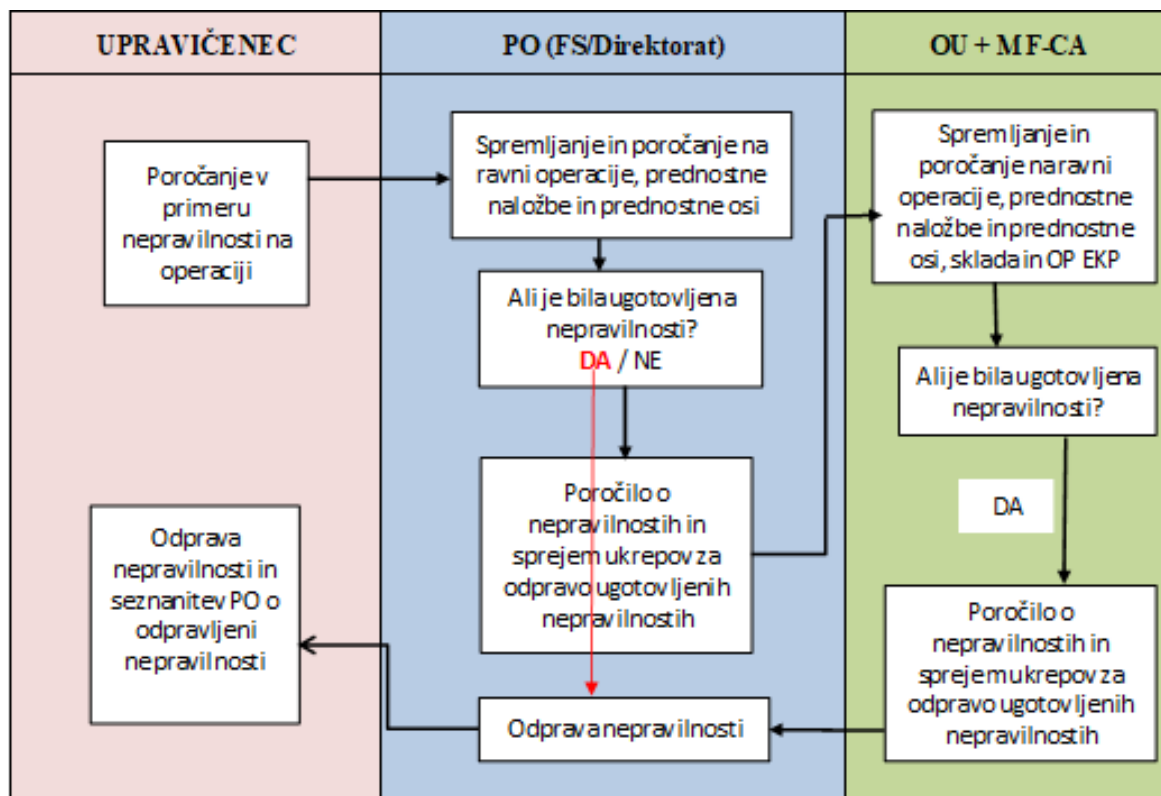 UPRAVIČENEC
PO (FS/Direktorat)
OU + MF-CA
Poročanje v
primeru
nepravilnosti na
operaciji
Spremljanje in poročanje na
ravni operacije, prednostne
naložbe in prednostne osi
Spremljanje in
poročanje na ravni
operacije, prednostne
naložbe in prednostne
osi, sklada in OP EKP
Ali je bila ugotovljena
nepravilnosti?
DA / NE
Ali je bila ugotovljena
nepravilnosti?
DA
Poročilo o
nepravilnostih in
sprejem ukrepov za
odpravo ugotovljenih
nepravilnostih
Odprava
nepravilnosti in
seznanitev PO o
odpravljeni
nepravilnosti
Poročilo o
nepravilnostih in
sprejem ukrepov za
odpravo ugotovljenih
nepravilnostih
Odprava nepravilnosti